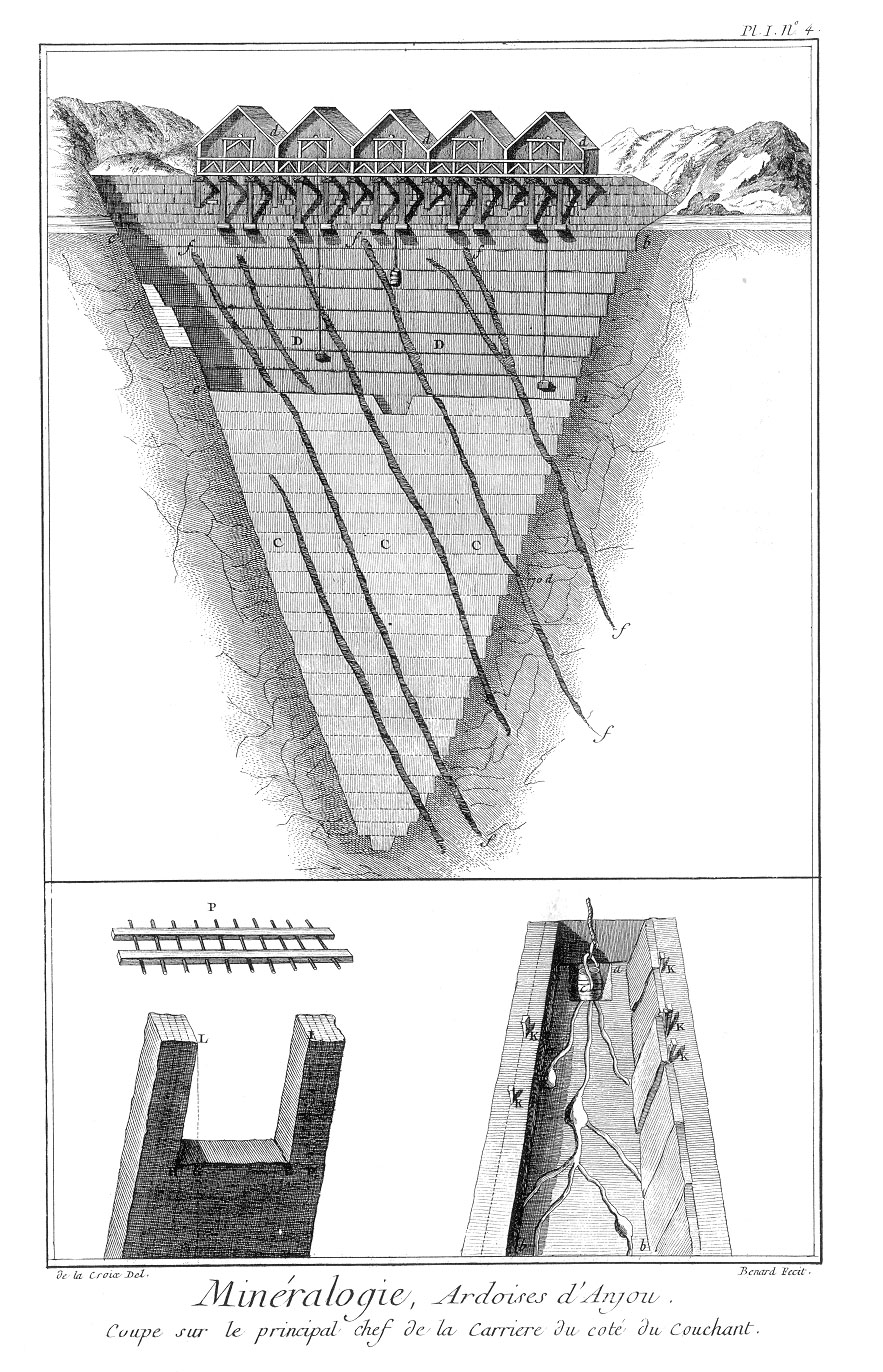 Pl. I. N.° 4.
d d d
c b
f f f
D D
e a
C C C
70 d
f
f
f
P
L L
K
d
c
K K
K
K
b
de la Croix Del.
Benard Fecit.
Minéralogie, Ardoises d'Anjou.
Coupe sur le principal chef de la Carriere du coté du Couchant.